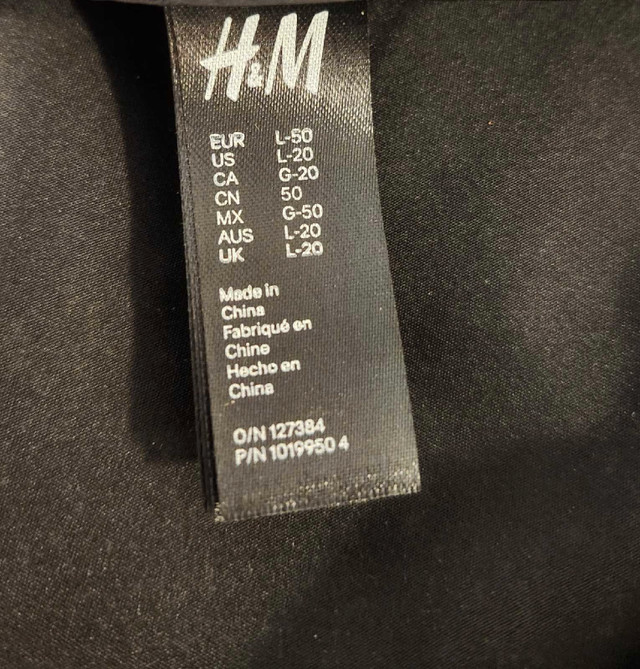 H&M
EUR L-50
US L-20
CA G-20
CN 50
MX G-50
AUS L-20
UK L-20
Made in
China
Fabriqué en
Chine
Hecho en
China
O/N 127384
P/N 1019950 4